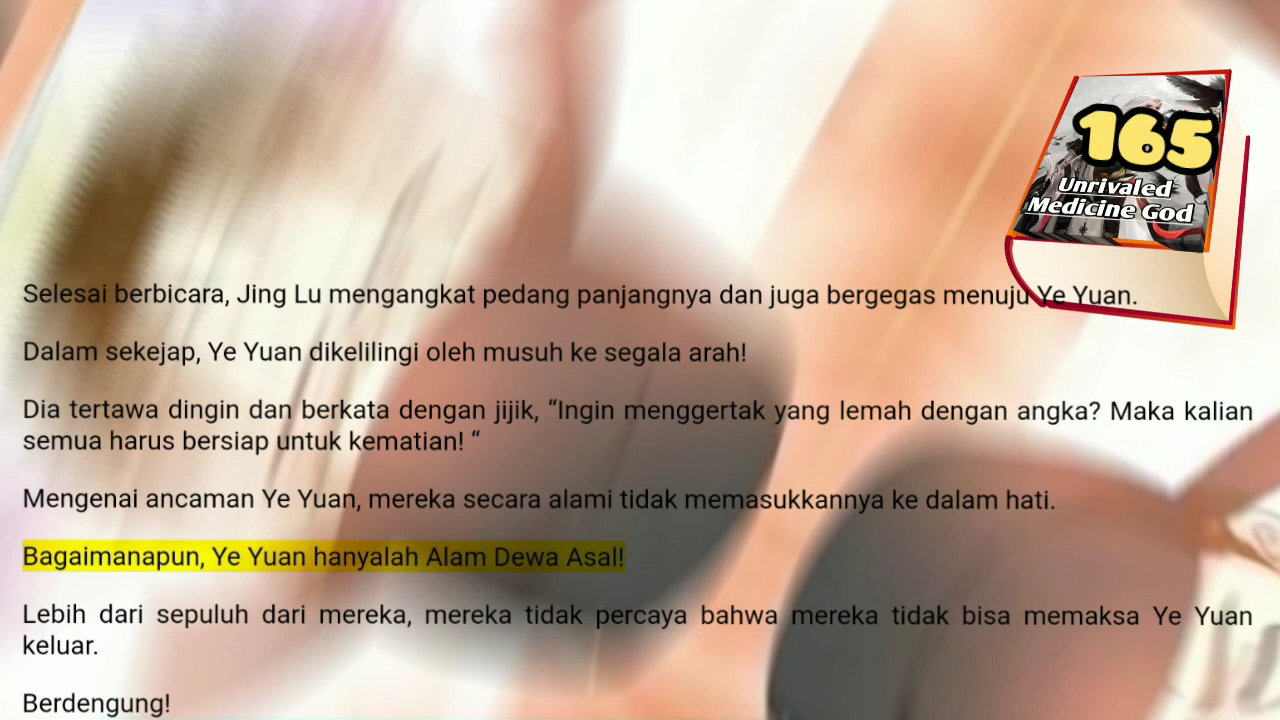 165
Unrivaled
Medicine God
Selesai berbicara, Jing Lu mengangkat pedang panjangnya dan juga bergegas menuju Ye Yuan.
Dalam sekejap, Ye Yuan dikelilingi oleh musuh ke segala arah!
Dia tertawa dingin dan berkata dengan jijik, “Ingin menggertak yang lemah dengan angka? Maka kalian
semua harus bersiap untuk kematian! “
Mengenai ancaman Ye Yuan, mereka secara alami tidak memasukkannya ke dalam hati.
Bagaimanapun, Ye Yuan hanyalah Alam Dewa Asal!
Lebih dari sepuluh dari mereka, mereka tidak percaya bahwa mereka tidak bisa memaksa Ye Yuan
keluar.
Berdengung!